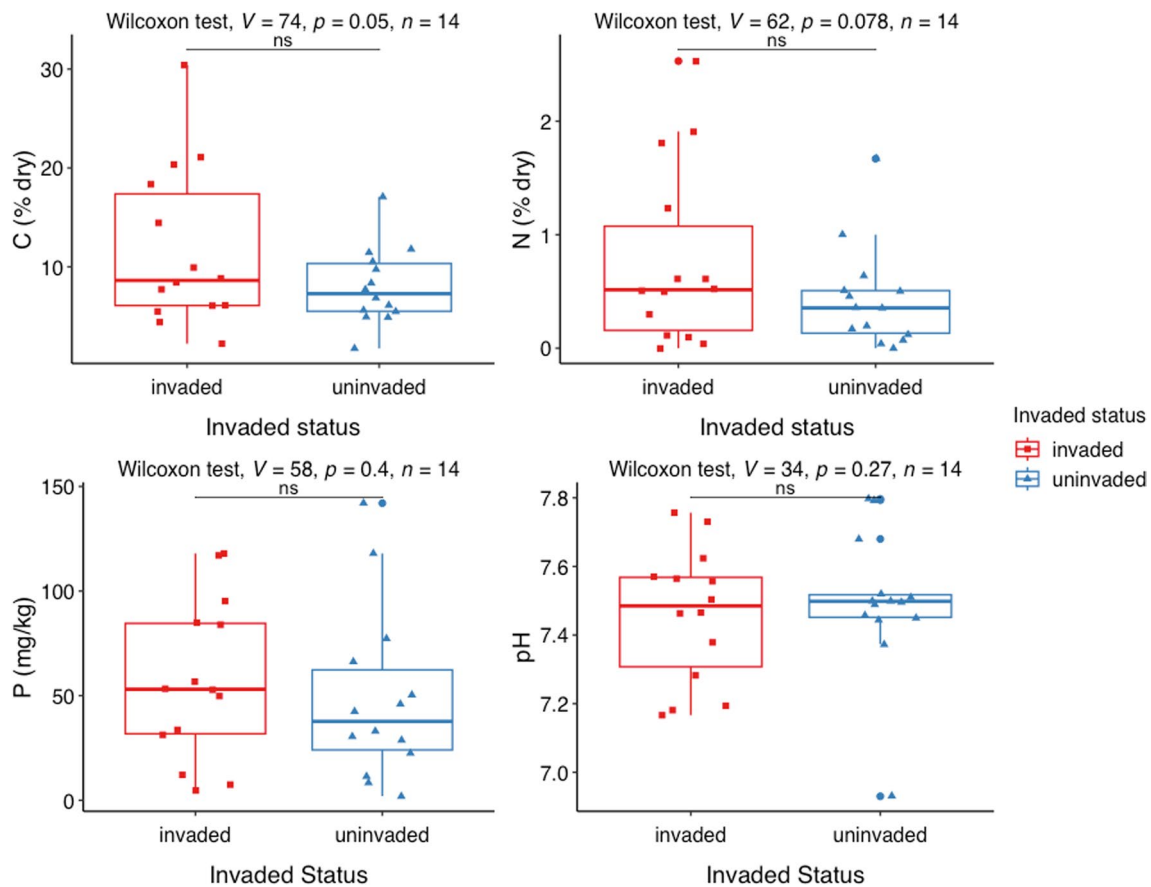 Wilcoxon test, V = 74, p = 0.05, n = 14
ns
C (% dry)
30
20
10
invaded
uninvaded
Invaded status
Wilcoxon test, V = 62, p = 0.078, n = 14
ns
N (% dry)
2
1
0
invaded
uninvaded
Invaded status
Wilcoxon test, V = 58, p = 0.4, n = 14
ns
P (mg/kg)
150
100
50
0
invaded
uninvaded
Invaded Status
Wilcoxon test, V = 34, p = 0.27, n = 14
ns
pH
7.8
7.6
7.4
7.2
7.0
invaded
uninvaded
Invaded Status
Invaded status
invaded
uninvaded